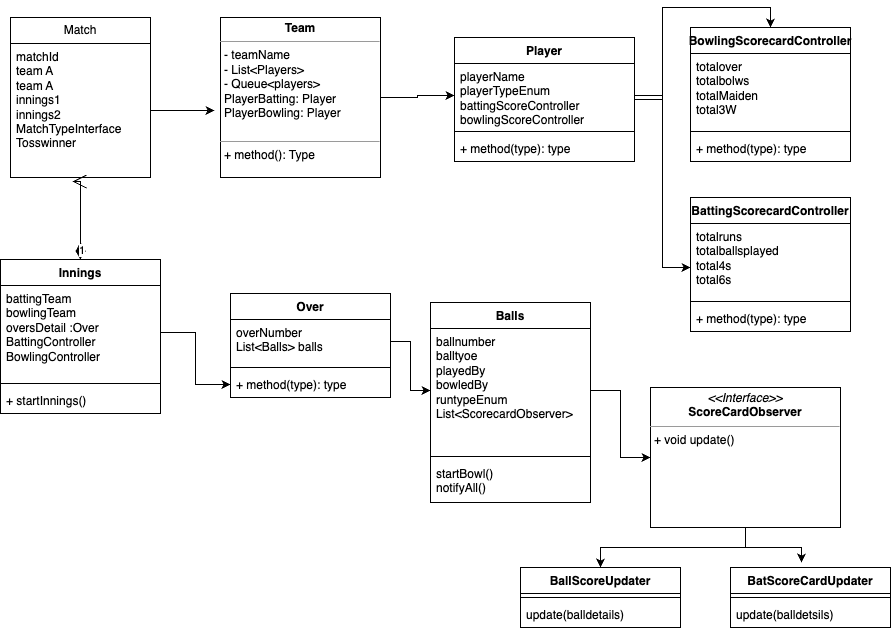 Match
matchId
team A
team A
innings1
innings2
MatchTypeInterface
Tosswinner
Team
- teamName
- List<Players>
- Queue<players>
PlayerBatting: Player
PlayerBowling: Player
+ method(): Type
Player
playerName
playerTypeEnum
battingScoreController
bowlingScoreController
+ method(type): type
BowlingScorecardController
totalover
totalbolws
totalMaiden
total3W
+ method(type): type
BattingScorecardController
totalruns
totalballsplayed
total4s
total6s
+ method(type): type
1
Innings
battingTeam
bowlingTeam
oversDetail :Over
BattingController
BowlingController
+ startInnings()
Over
overNumber
List<Balls> balls
+ method(type): type
Balls
ballnumber
balltyoe
playedBy
bowledBy
runtypeEnum
List<ScorecardObserver>
startBowl()
notifyAll()
<<Interface>>
ScoreCardObserver
+ void update()
BallScoreUpdater
update(balldetails)
BatScoreCardUpdater
update(balldetsils)